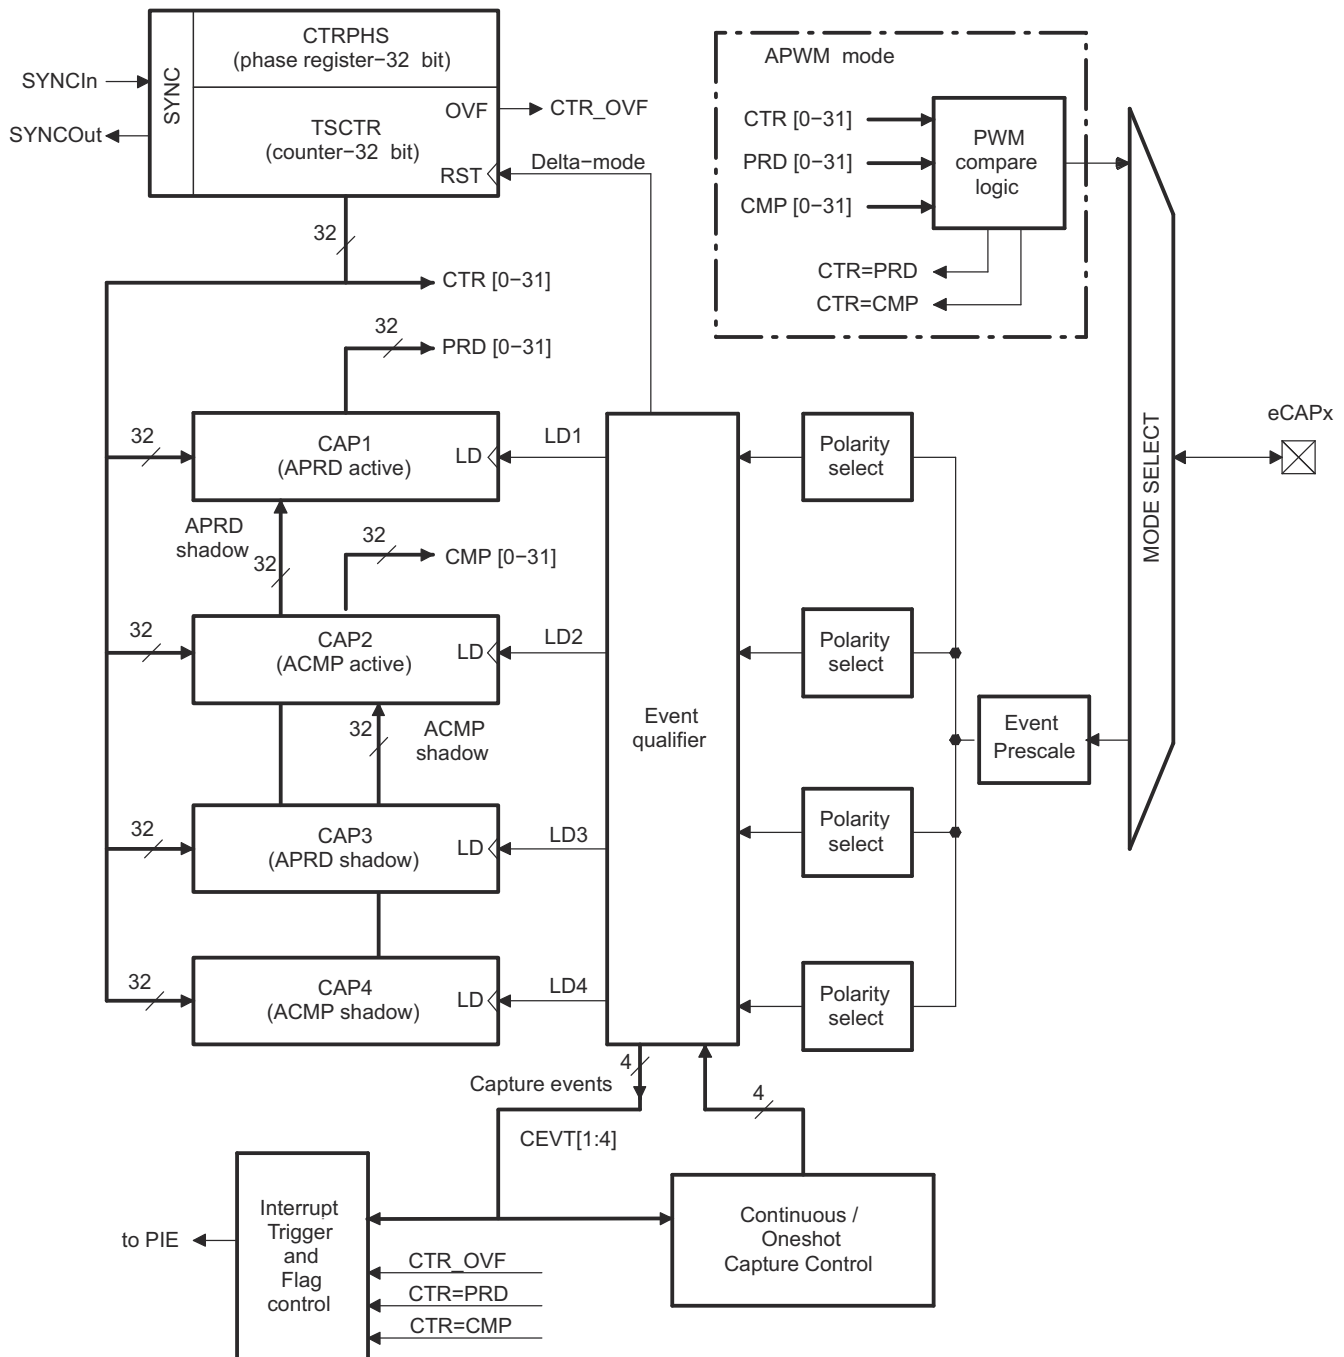 CTRPHS
(phase register−32 bit)
SYNC
SYNCIn
SYNCOut
OVF
CTR_OVF
TSCTR
(counter−32 bit)
RST
Delta−mode
32
CTR [0−31]
32
PRD [0−31]
APWM mode
CTR [0−31]
PRD [0−31]
CMP [0−31]
PWM
compare
logic
CTR=PRD
CTR=CMP
MODE SELECT
eCAPx
32
CAP1
(APRD active)
LD
LD1
Polarity
select
APRD
shadow
32
32
CMP [0−31]
32
CAP2
(ACMP active)
LD
LD2
Polarity
select
32
ACMP
shadow
Event
qualifier
Event
Prescale
32
CAP3
(APRD shadow)
LD
LD3
Polarity
select
32
CAP4
(ACMP shadow)
LD
LD4
Polarity
select
4
Capture events
4
CEVT[1:4]
Interrupt
Trigger
and
Flag
control
to PIE
Continuous /
Oneshot
Capture Control
CTR_OVF
CTR=PRD
CTR=CMP